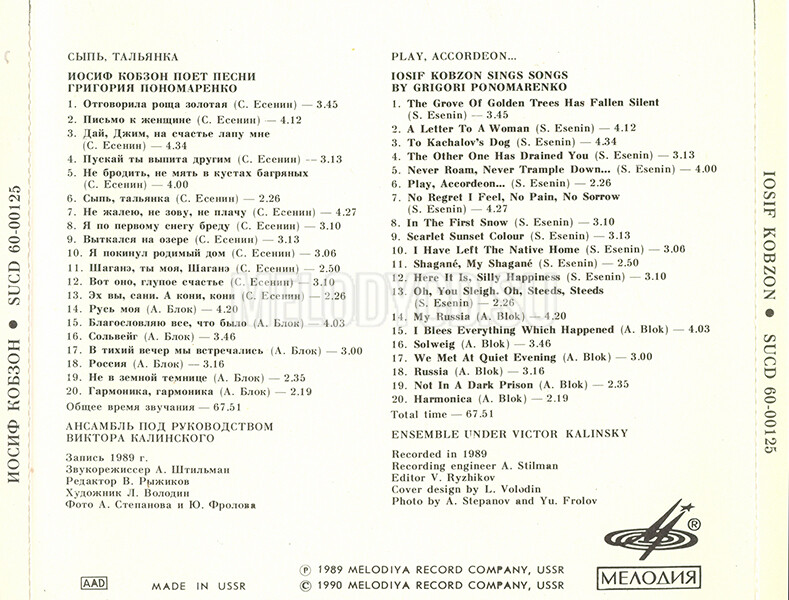 СЫПЬ, ТАЛЬЯНКА
ИОСИФ КОБЗОН ПОЕТ ПЕСНИ
ГРИГОРИЯ ПОНОМАРЕНКО
1. Отговорила роща золотая (С. Есенин) — 3.45
2. Письмо к женщине (С. Есенин) — 4.12
3. Дай, Джим, на счастье лапу мне
(С. Есенин) — 4.34
4. Пускай ты выпита другим (С. Есенин) — 3.13
5. Не бродить, не мять в кустах багряных
(С. Есенин) — 4.00
6. Сыпь, тальянка (С. Есенин) — 2.26
7. Не жалею, не зову, не плачу (С. Есенин) — 4.27
8. Я по первому снегу бреду (С. Есенин) — 3.10
9. Выткался на озере (С. Есенин) — 3.13
10. Я покинул родимый дом (С. Есенин) — 3.06
11. Шаганэ, ты моя, Шаганэ (С. Есенин) — 2.50
12. Вот оно, глупое счастье (С. Есенин) — 3.10
13. Эх вы, сани. А кони, кони (С. Есенин) — 2.26
14. Русь моя (А. Блок) — 4.20
15. Благословляю все, что было (А. Блок) — 4.03
16. Сольвейг (А. Блок) — 3.46
17. В тихий вечер мы встречались (А. Блок) — 3.00
18. Россия (А. Блок) — 3.16
19. Не в земной темнице (А. Блок) — 2.35
20. Гармоника, гармоника (А. Блок) — 2.19
Общее время звучания — 67.51
АНСАМБЛЬ ПОД РУКОВОДСТВОМ
ВИКТОРА КАЛИНСКОГО
Запись 1989 г.
Звукорежиссер А. Штильман
Редактор В. Рыжиков
Художник Л. Володин
Фото А. Степанова и Ю. Фролова
PLAY, ACCORDEON...
IOSIF KOBZON SINGS SONGS
BY GRIGORI PONOMARENKO
1. The Grove Of Golden Trees Has Fallen Silent
(S. Esenin) — 3.45
2. A Letter To A Woman (S. Esenin) — 4.12
3. To Kachalov's Dog (S. Esenin) — 4.34
4. The Other One Has Drained You (S. Esenin) — 3.13
5. Never Roam, Never Trample Down... (S. Esenin) — 4.00
6. Play, Accordeon... (S. Esenin) — 2.26
7. No Regret I Feel, No Pain, No Sorrow
(S. Esenin) — 4.27
8. In The First Snow (S. Esenin) — 3.10
9. Scarlet Sunset Colour (S. Esenin) — 3.13
10. I Have Left The Native Home (S. Esenin) — 3.06
11. Shagané, My Shagané (S. Esenin) — 2.50
12. Here It Is, Silly Happiness (S. Esenin) — 3.10
13. Oh, You Sleigh. Oh, Steeds, Steeds
(S. Esenin) — 2.26
14. My Russia (A. Blok) — 4.20
15. I Blees Everything Which Happened (A. Blok) — 4.03
16. Solweig (A. Blok) — 3.46
17. We Met At Quiet Evening (A. Blok) — 3.00
18. Russia (A. Blok) — 3.16
19. Not In A Dark Prison (A. Blok) — 2.35
20. Harmonica (A. Blok) — 2.19
Total time — 67.51
ENSEMBLE UNDER VICTOR KALINSKY
Recorded in 1989
Recording engineer A. Stilman
Editor V. Ryzhikov
Cover design by L. Volodin
Photo by A. Stepanov and Yu. Frolov
ИОСИФ КОБЗОН ● SUCD 60-00125
IOSIF KOBZON ● SUCD 60-00125
AAD
MADE IN USSR
℗ 1989 MELODIYA RECORD COMPANY, USSR
© 1990 MELODIYA RECORD COMPANY, USSR
®
МЕЛОДИЯ